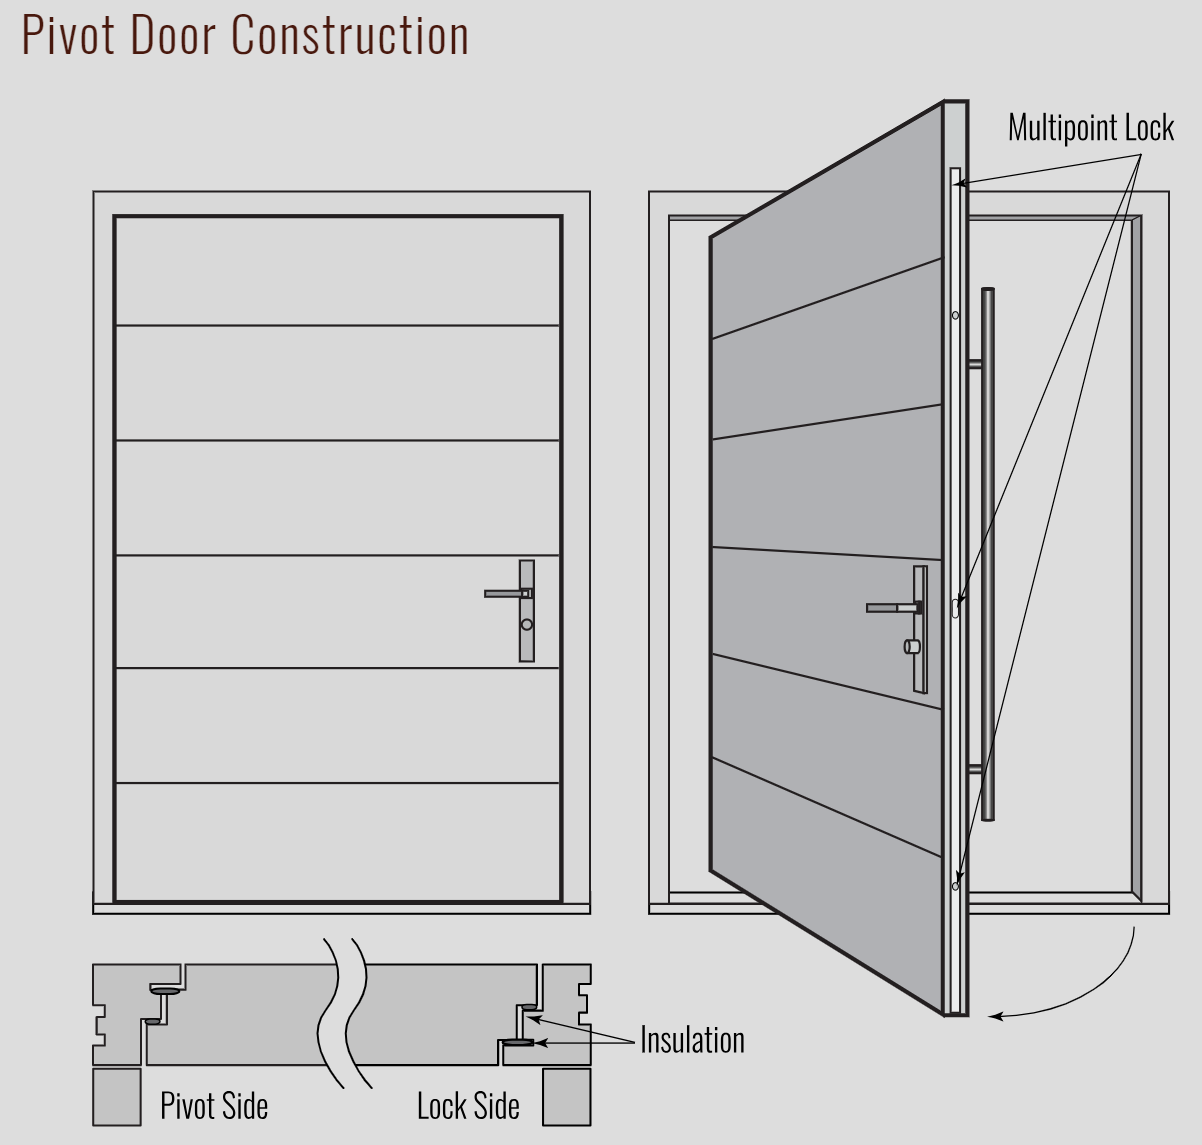 Pivot Door Construction
Multipoint Lock
Insulation
Pivot Side
Lock Side